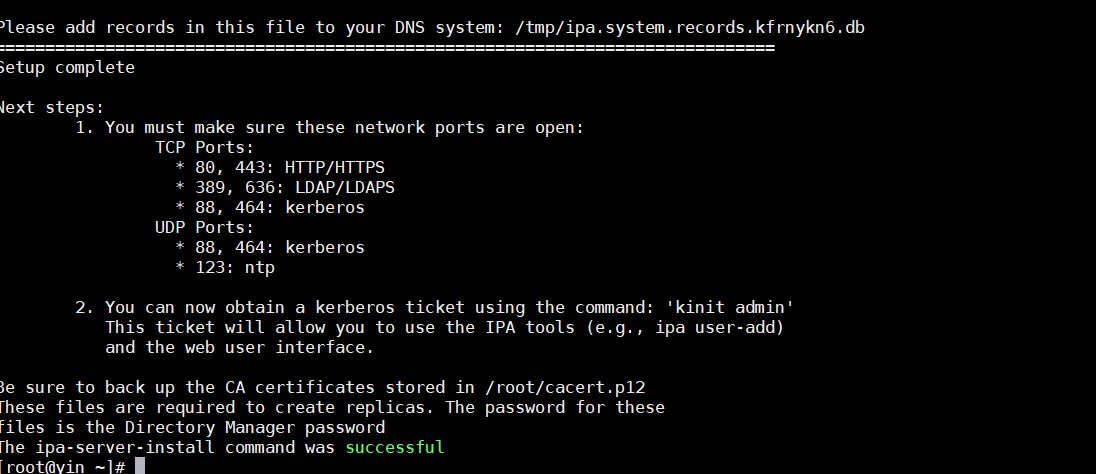 Please add records in this file to your DNS system: /tmp/ipa.system.records.kfrnykn6.db
==============================================================================
Setup complete
Next steps:
1. You must make sure these network ports are open:
TCP Ports:
* 80, 443: HTTP/HTTPS
* 389, 636: LDAP/LDAPS
* 88, 464: kerberos
UDP Ports:
* 88, 464: kerberos
* 123: ntp
2. You can now obtain a kerberos ticket using the command: 'kinit admin'
This ticket will allow you to use the IPA tools (e.g., ipa user-add)
and the web user interface.
Be sure to back up the CA certificates stored in /root/cacert.p12
These files are required to create replicas. The password for these
files is the Directory Manager password
The ipa-server-install command was successful
[root@yin ~]#